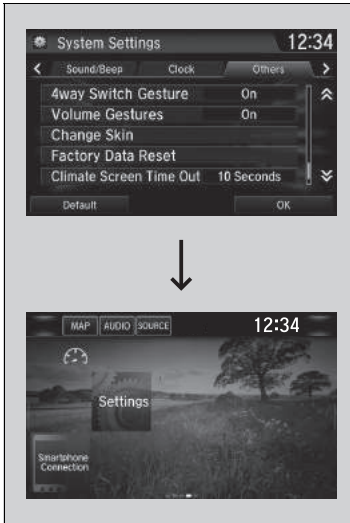 System Settings 12:34
Sound/Beep Clock Others
4way Switch Gesture On
Volume Gestures On
Change Skin
Factory Data Reset
Climate Screen Time Out 10 Seconds
Default OK
MAP AUDIO SOURCE 12:34
Settings
Smartphone
Connection